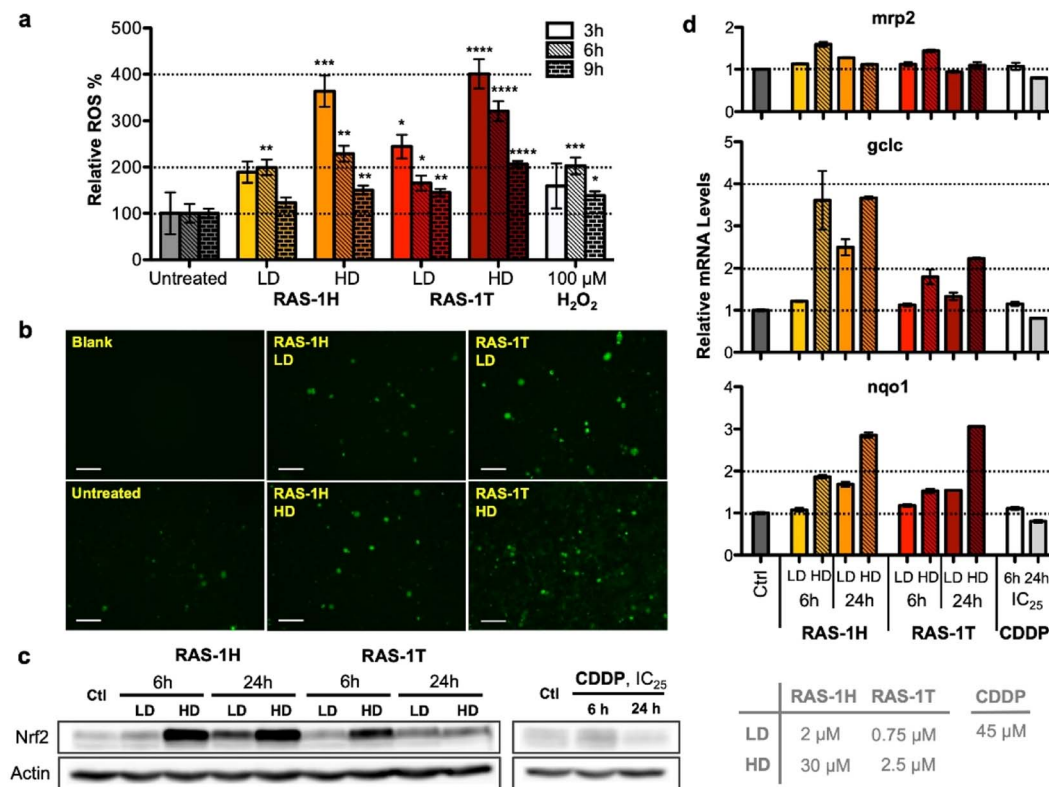 a
500
400
300
200
100
0
Relative ROS %
*** ** ** ** * * ** **** **** **** *** *
3h
6h
9h
Untreated LD HD LD HD 100 µM
RAS-1H RAS-1T H₂O₂
b
Blank
RAS-1H
LD
RAS-1T
LD
Untreated
RAS-1H
HD
RAS-1T
HD
c
RAS-1H RAS-1T
Ctl 6h 24h 6h 24h
LD HD LD HD LD HD LD HD
Ctl CDDP, IC₂₅
6 h 24 h
Nrf2
Actin
d
mrp2
2
1
0
gclc
5
4
3
2
1
0
Relative mRNA Levels
nqo1
4
3
2
1
0
Ctrl
LD HD LD HD LD HD LD HD 6h 24h
6h 24h 6h 24h IC₂₅
RAS-1H RAS-1T CDDP
RAS-1H RAS-1T CDDP
LD 2 µM 0.75 µM 45 µM
HD 30 µM 2.5 µM